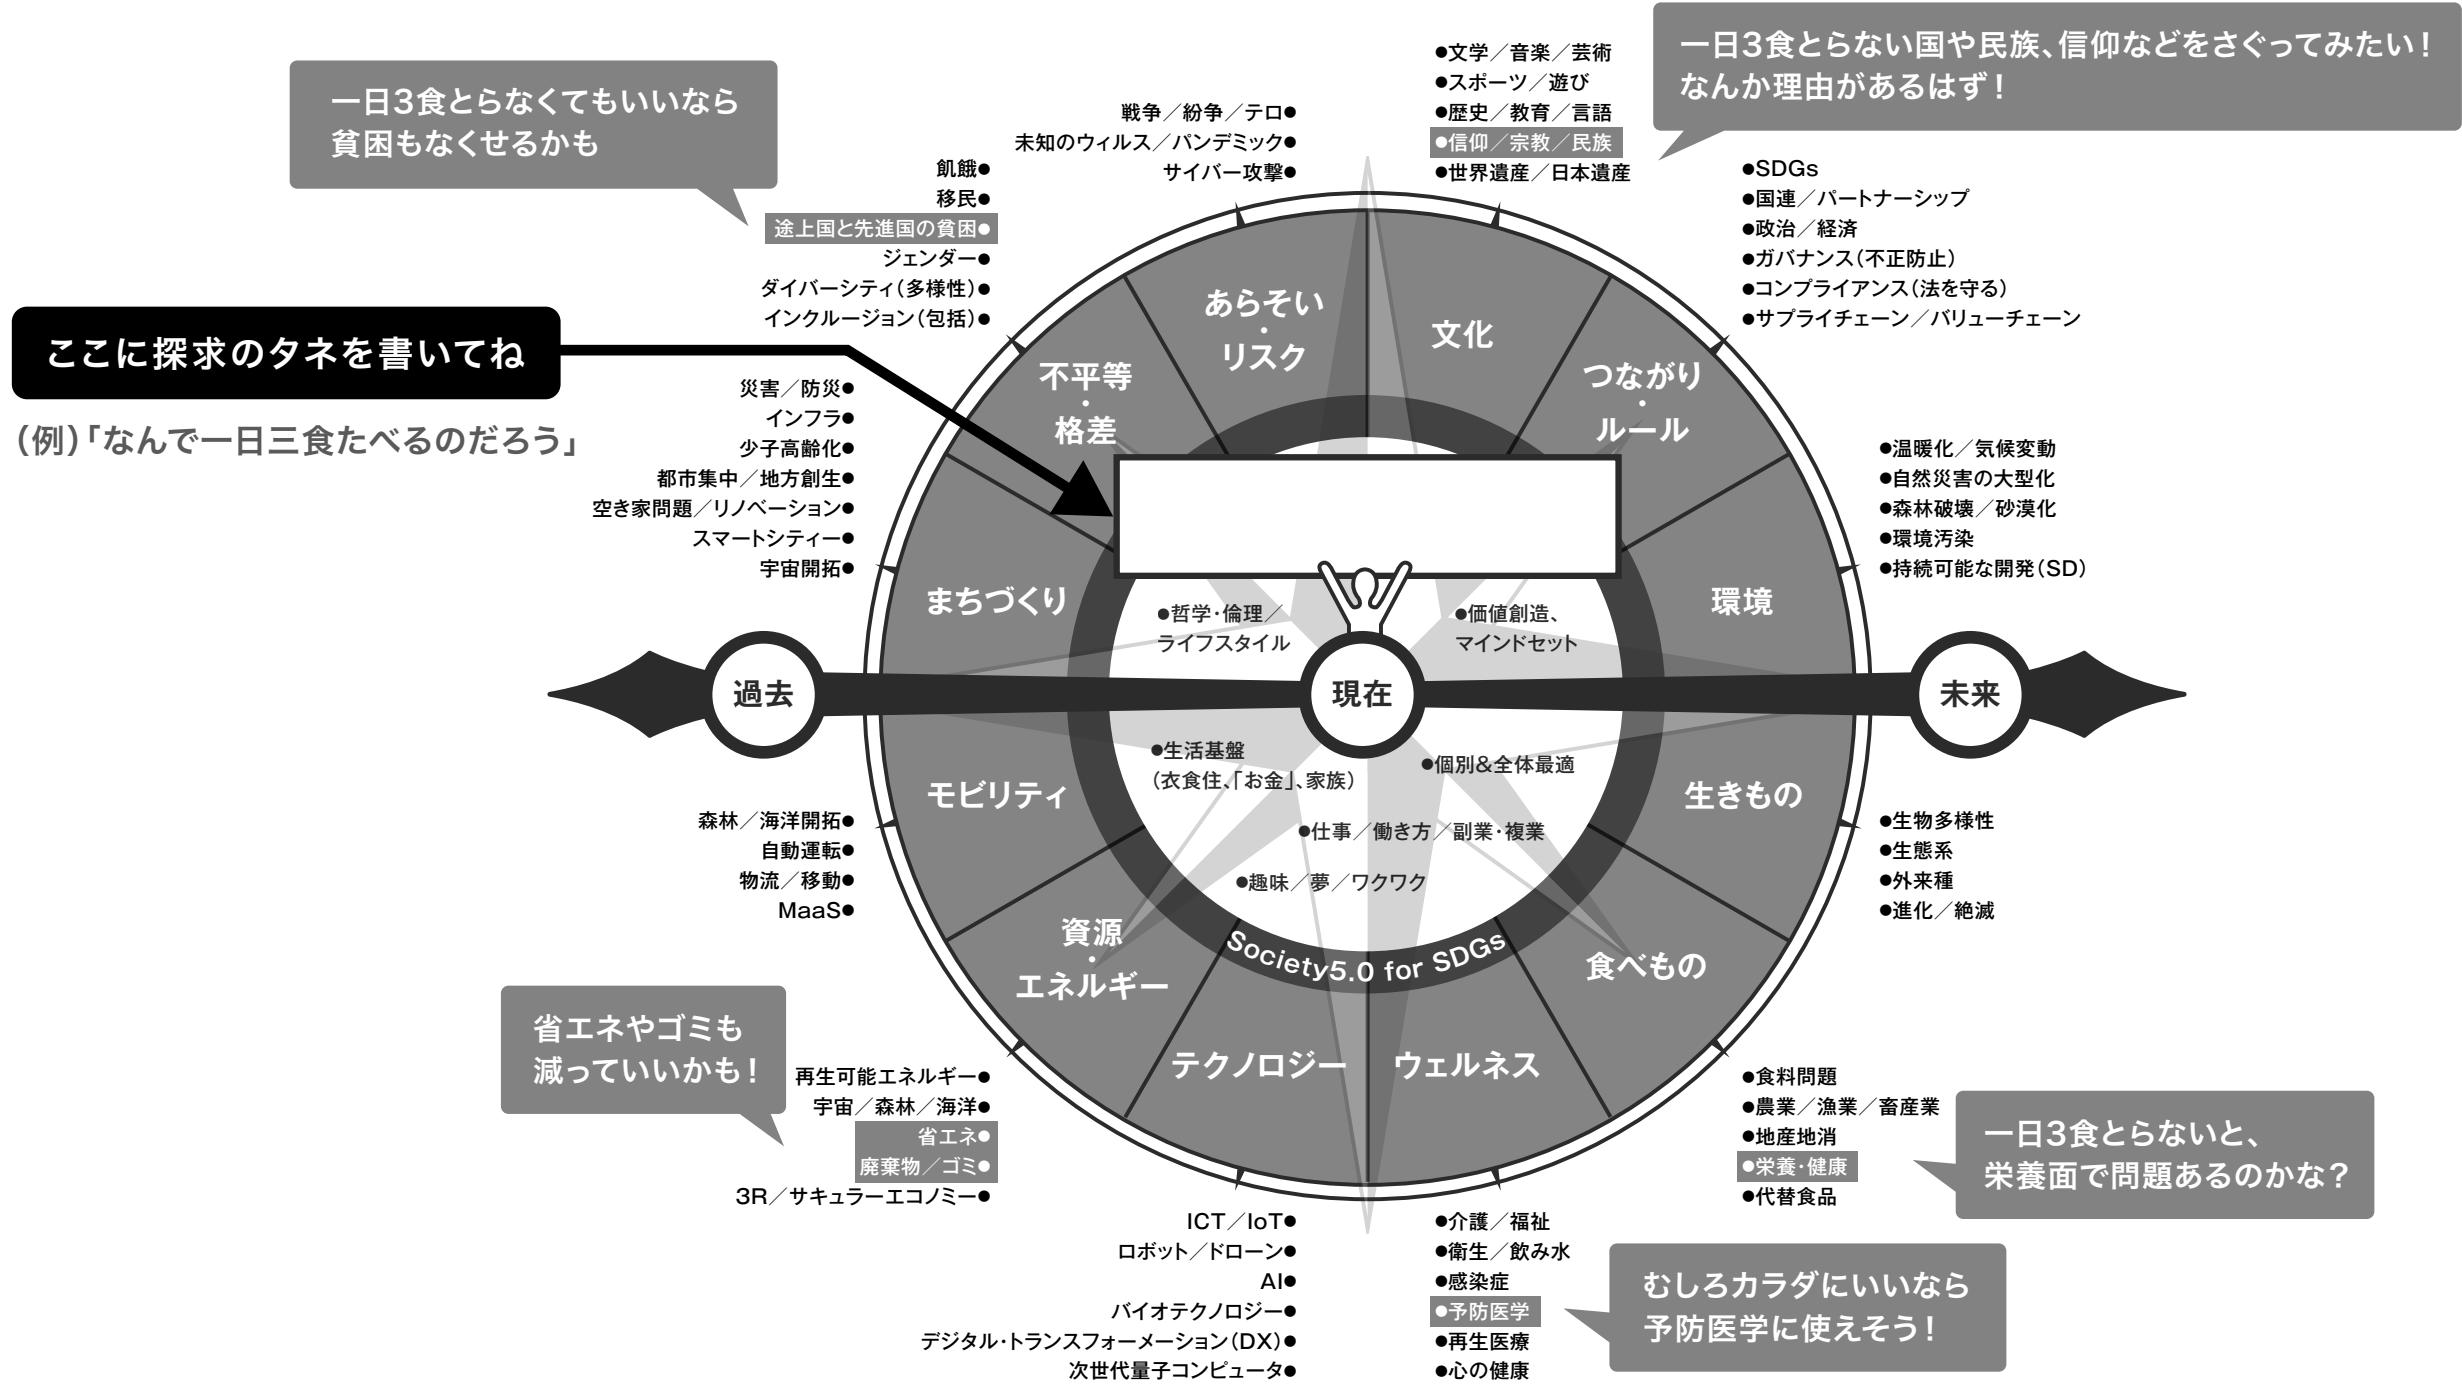 一日3食とらなくてもいいなら
貧困もなくせるかも
一日3食とらない国や民族、信仰などをさぐってみたい！
なんか理由があるはず！
戦争／紛争／テロ●
未知のウィルス／パンデミック●
サイバー攻撃●
●文学／音楽／芸術
●スポーツ／遊び
●歴史／教育／言語
●信仰／宗教／民族
●世界遺産／日本遺産
飢餓●
移民●
途上国と先進国の貧困●
ジェンダー●
ダイバーシティ（多様性）●
インクルージョン（包括）●
●SDGs
●国連／パートナーシップ
●政治／経済
●ガバナンス（不正防止）
●コンプライアンス（法を守る）
●サプライチェーン／バリューチェーン
ここに探求のタネを書いてね
（例）「なんで一日三食たべるのだろう」
災害／防災●
インフラ●
少子高齢化●
都市集中／地方創生●
空き家問題／リノベーション●
スマートシティー●
宇宙開拓●
●温暖化／気候変動
●自然災害の大型化
●森林破壊／砂漠化
●環境汚染
●持続可能な開発（SD）
あらそい
・
リスク
文化
不平等
・
格差
つながり
・
ルール
まちづくり
環境
●哲学・倫理／
ライフスタイル
●価値創造、
マインドセット
過去
現在
未来
●生活基盤
（衣食住、「お金」、家族）
●個別&全体最適
●仕事／働き方／副業・複業
●趣味／夢／ワクワク
モビリティ
生きもの
資源
・
エネルギー
Society5.0 for SDGs
食べもの
テクノロジー
ウェルネス
森林／海洋開拓●
自動運転●
物流／移動●
MaaS●
●生物多様性
●生態系
●外来種
●進化／絶滅
省エネやゴミも
減っていいかも！
再生可能エネルギー●
宇宙／森林／海洋●
省エネ●
廃棄物／ゴミ●
3R／サキュラーエコノミー●
●食料問題
●農業／漁業／畜産業
●地産地消
●栄養・健康
●代替食品
一日3食とらないと、
栄養面で問題あるのかな？
ICT／IoT●
ロボット／ドローン●
AI●
バイオテクノロジー●
デジタル・トランスフォーメーション（DX）●
次世代量子コンピュータ●
●介護／福祉
●衛生／飲み水
●感染症
●予防医学
●再生医療
●心の健康
むしろカラダにいいなら
予防医学に使えそう！